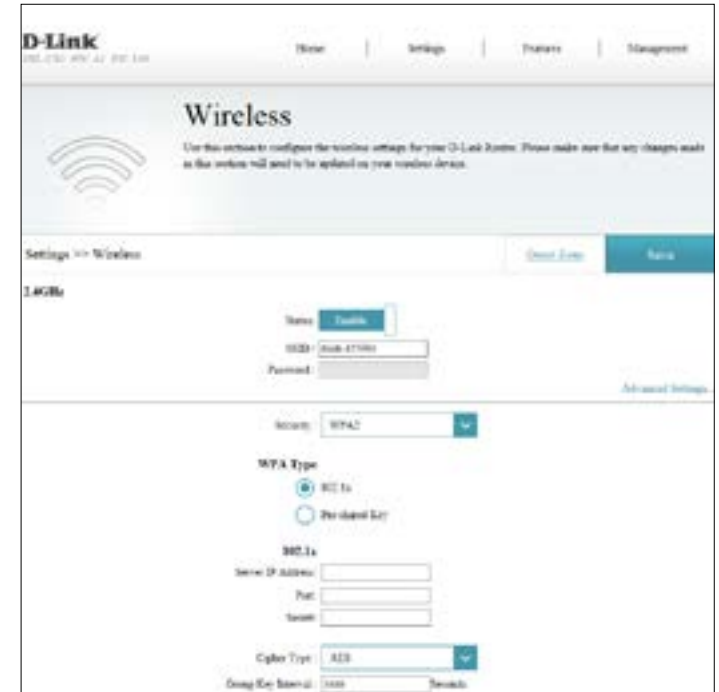 D-Link
Home | Settings | Features | Management
Wireless
Use this section to configure the wireless settings for your D-Link Router. Please make sure that any changes made
in this section will need to be updated on your wireless device.
Settings >> Wireless
Guest Zone
Save
2.4GHz
Status: Enable
SSID:
Password:
Advanced Settings...
Security: WPA2
WPA Type
802.1x
Pre-shared Key
802.1x
Server IP Address:
Port:
Secret:
Cipher Type: AES
Group Key Interval: 3600 Seconds